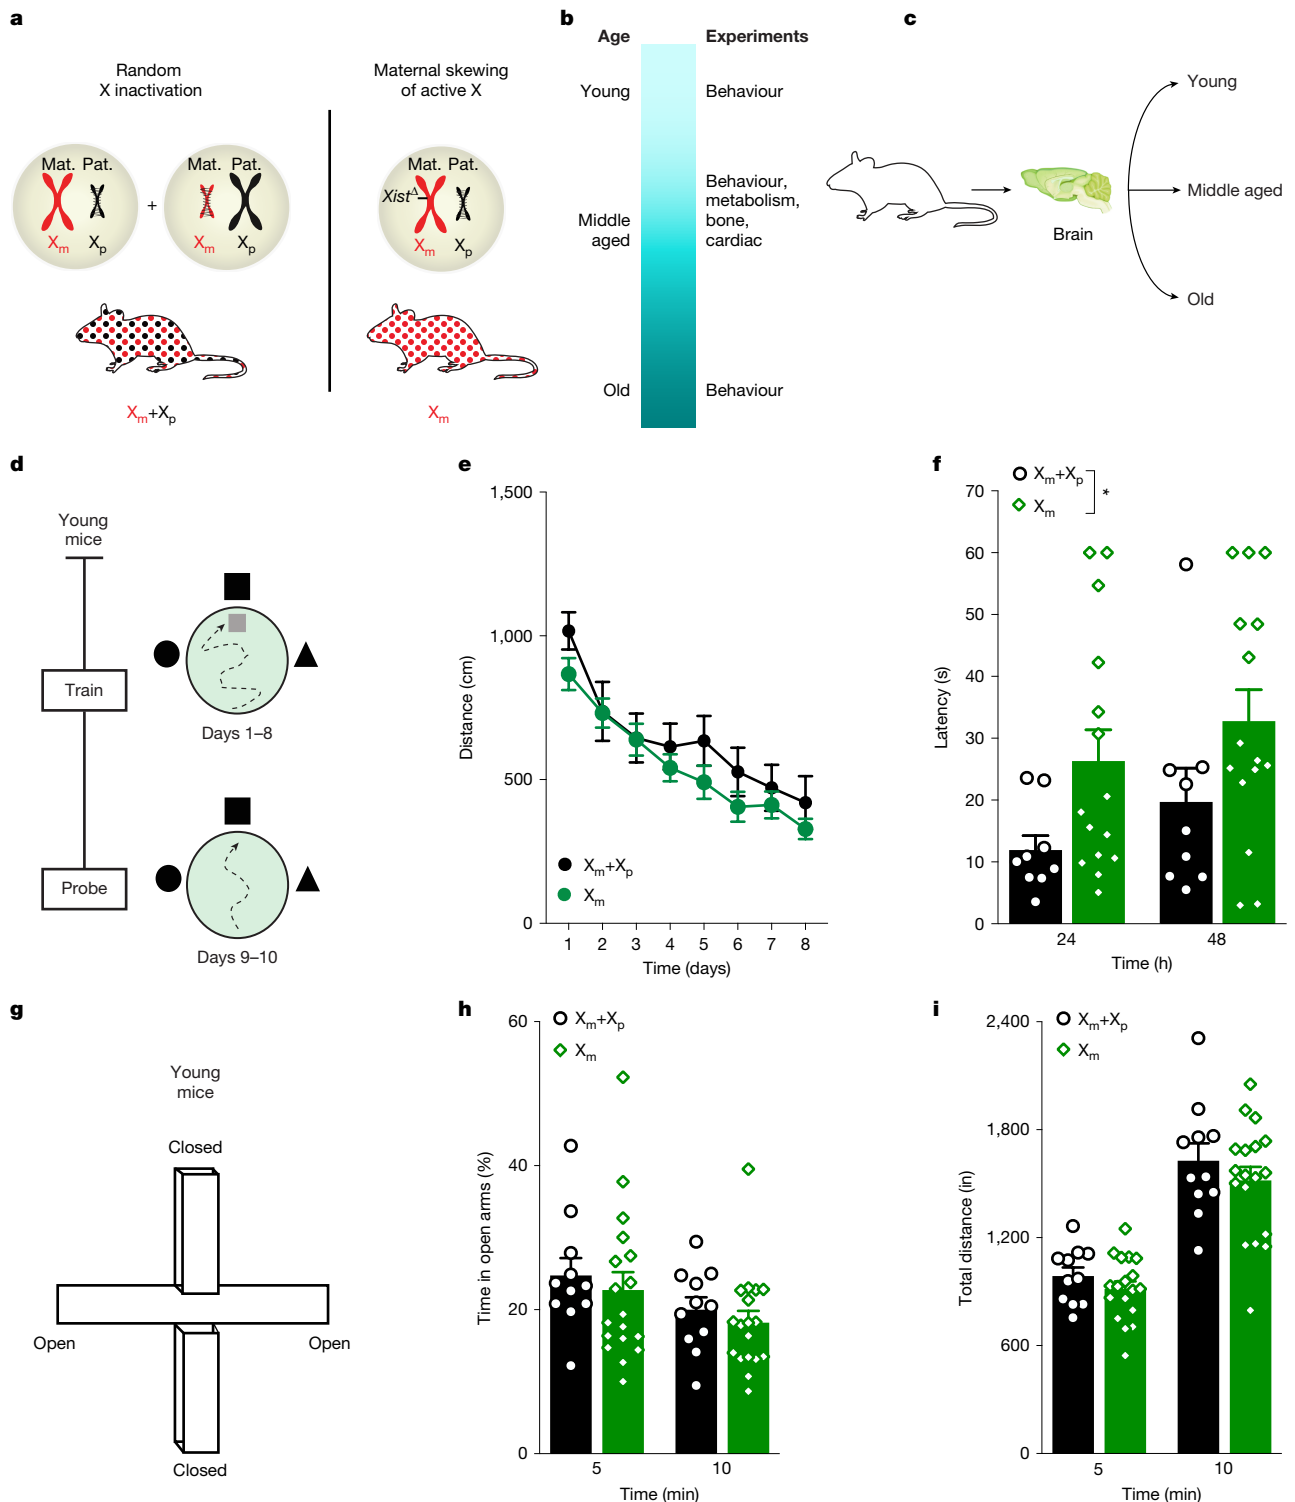 a
Random
X inactivation
Maternal skewing
of active X
Mat. Pat.
Mat. Pat.
Mat. Pat.
Xist^Δ
+
Xm Xp
Xm Xp
Xm Xp
Xm+Xp
Xm
b
Age
Experiments
Young
Behaviour
Middle
aged
Behaviour,
metabolism,
bone,
cardiac
Old
Behaviour
c
Brain
Young
Middle aged
Old
d
Young
mice
Train
Days 1–8
Probe
Days 9–10
e
1,500
1,000
500
0
Distance (cm)
Xm+Xp
Xm
1 2 3 4 5 6 7 8
Time (days)
f
Xm+Xp
Xm
*
70
60
50
40
30
20
10
0
Latency (s)
24 48
Time (h)
g
Young
mice
Closed
Open
Open
Closed
h
Xm+Xp
Xm
60
40
20
0
Time in open arms (%)
5 10
Time (min)
i
Xm+Xp
Xm
2,400
1,800
1,200
600
0
Total distance (in)
5 10
Time (min)